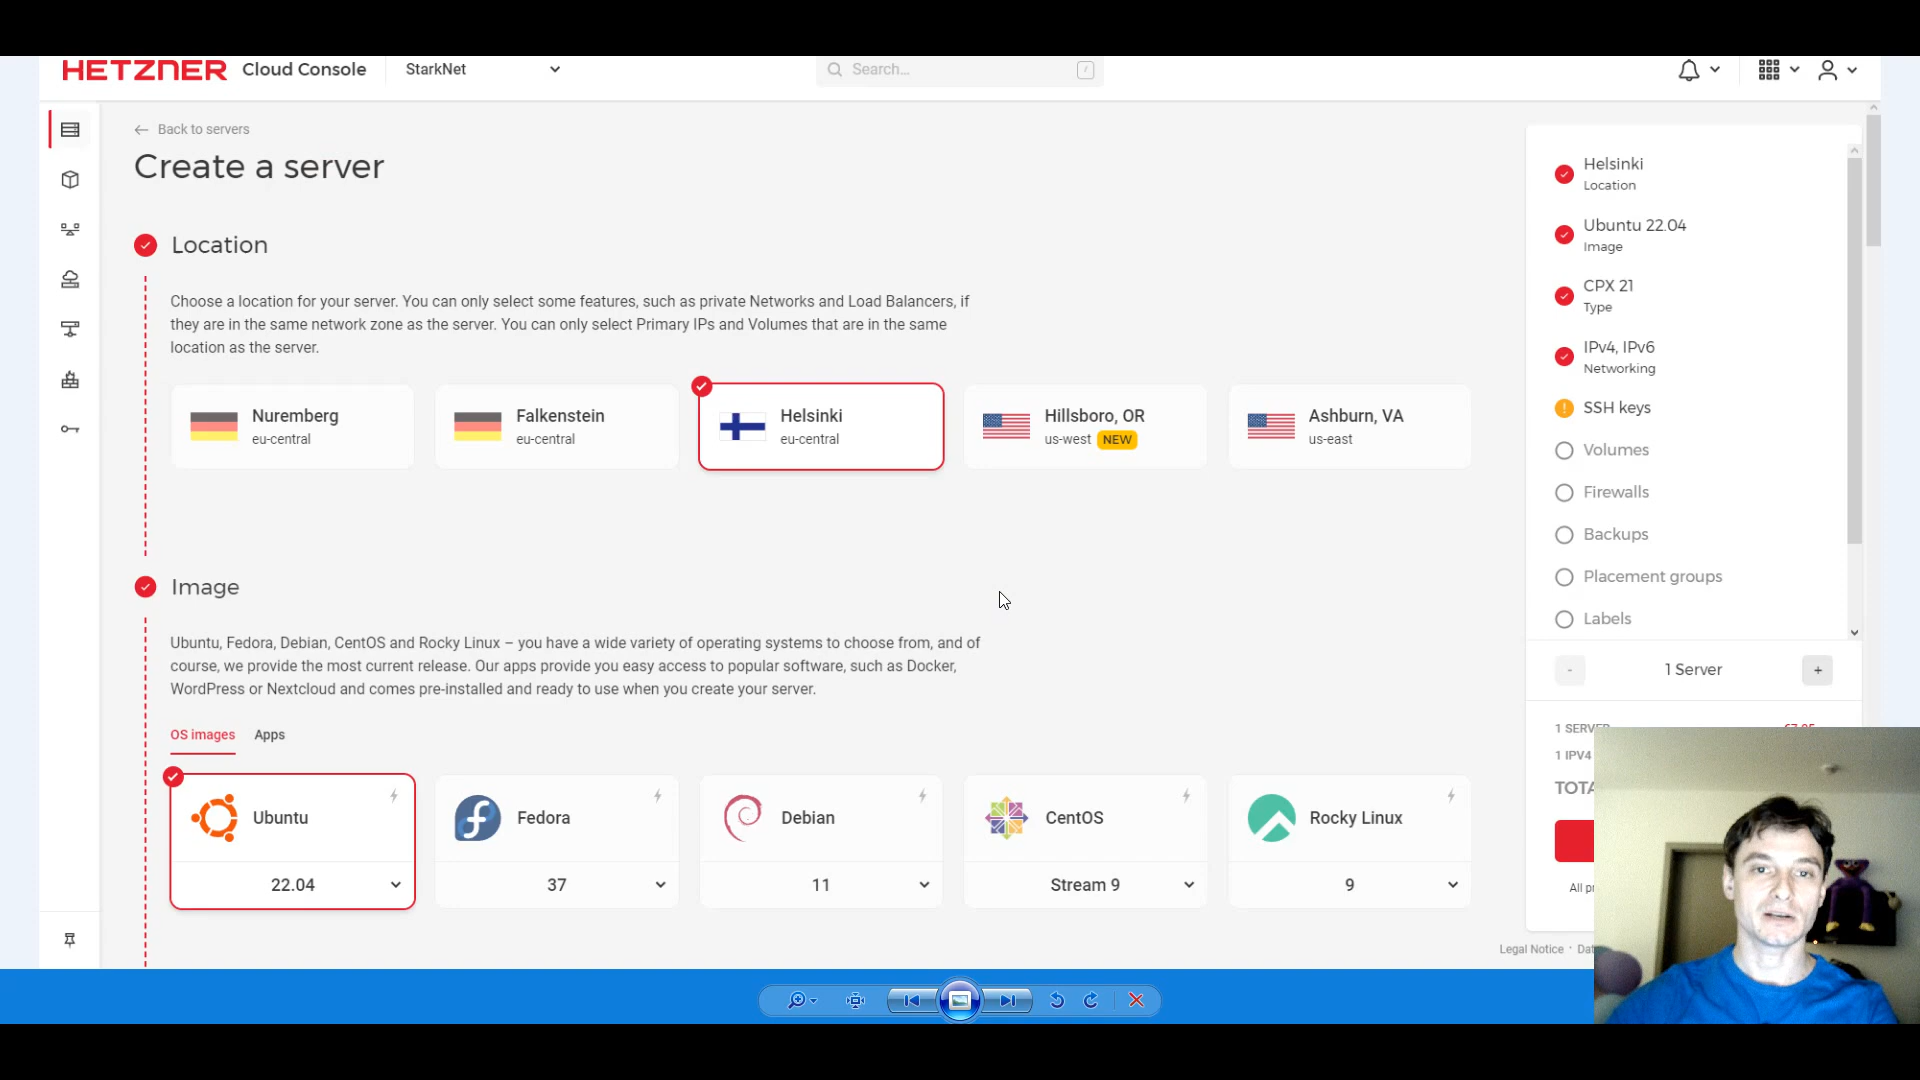 HETZNER Cloud Console
StarkNet
Search...
/
Back to servers
Create a server
Location
Choose a location for your server. You can only select some features, such as private Networks and Load Balancers, if
they are in the same network zone as the server. You can only select Primary IPs and Volumes that are in the same
location as the server.
Nuremberg
eu-central
Falkenstein
eu-central
Helsinki
eu-central
Hillsboro, OR
us-west NEW
Ashburn, VA
us-east
Image
Ubuntu, Fedora, Debian, CentOS and Rocky Linux – you have a wide variety of operating systems to choose from, and of
course, we provide the most current release. Our apps provide you easy access to popular software, such as Docker,
WordPress or Nextcloud and comes pre-installed and ready to use when you create your server.
OS images
Apps
Ubuntu
22.04
Fedora
37
Debian
11
CentOS
Stream 9
Rocky Linux
9
Helsinki
Location
Ubuntu 22.04
Image
CPX 21
Type
IPv4, IPv6
Networking
SSH keys
Volumes
Firewalls
Backups
Placement groups
Labels
- 1 Server +
1 SERVER
1 IPV4
Legal Notice